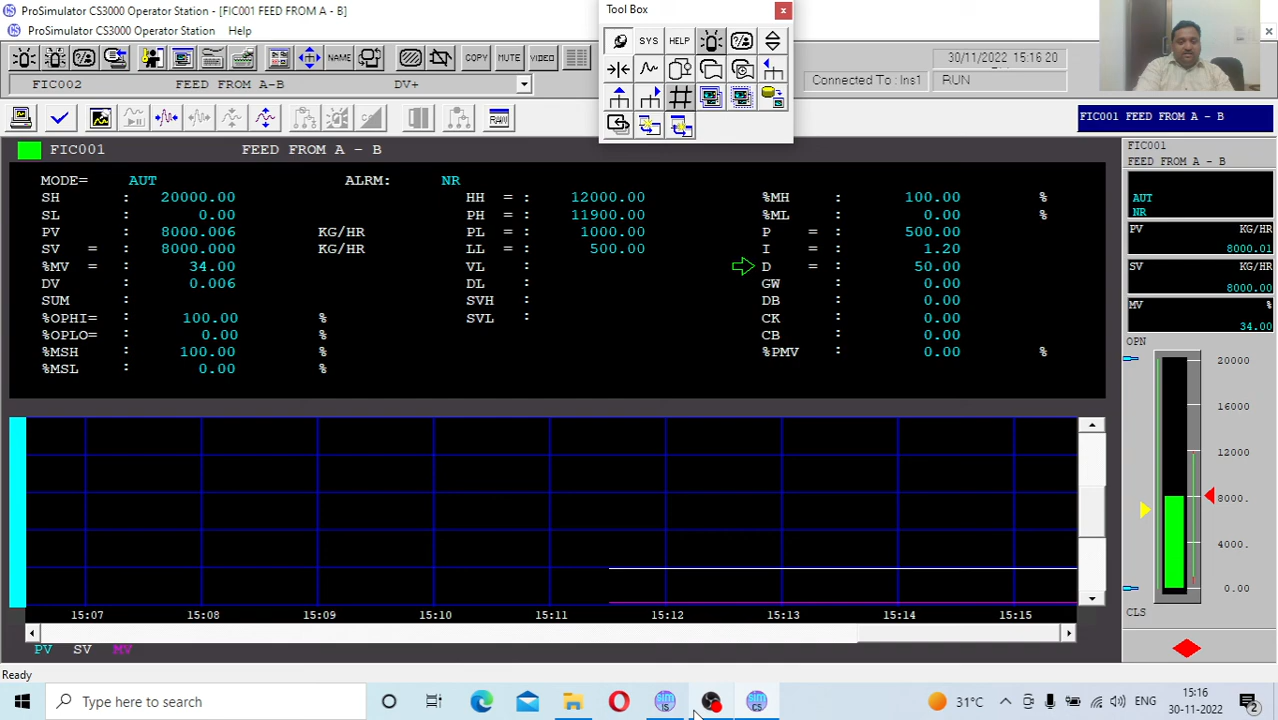 ProSimulator CS3000 Operator Station - [FIC001 FEED FROM A - B]
ProSimulator CS3000 Operator Station Help
Tool Box
SYS HELP
NAME COPY MUTE VIDEO
30/11/2022 15:16:20
FIC002 FEED FROM A-B DV+
Connected To : Ins1 RUN
RAW
FIC001 FEED FROM A - B
FIC001 FEED FROM A - B
MODE= AUT ALRM: NR
SH : 20000.00 HH = : 12000.00 %MH : 100.00 %
SL : 0.00 PH = : 11900.00 %ML : 0.00 %
PV : 8000.006 KG/HR PL = : 1000.00 P = : 500.00
SV = : 8000.000 KG/HR LL = : 500.00 I = : 1.20
%MV = : 34.00 VL : D = : 50.00
DV : 0.006 DL : GW : 0.00
SUM : SVH : DB : 0.00
%OPHI= : 100.00 % SVL : CK : 0.00
%OPLO= : 0.00 % CB : 0.00
%MSH : 100.00 % %PMV : 0.00 %
%MSL : 0.00 %
FIC001
FEED FROM A - B
AUT
NR
PV KG/HR
8000.01
SV KG/HR
8000.00
MV %
34.00
OPN
20000
16000
12000
8000.
4000.
0.00
CLS
15:07 15:08 15:09 15:10 15:11 15:12 15:13 15:14 15:15
PV SV MV
Ready
Type here to search
SIM IS
SIM CS
31°C
ENG
15:16
30-11-2022
2